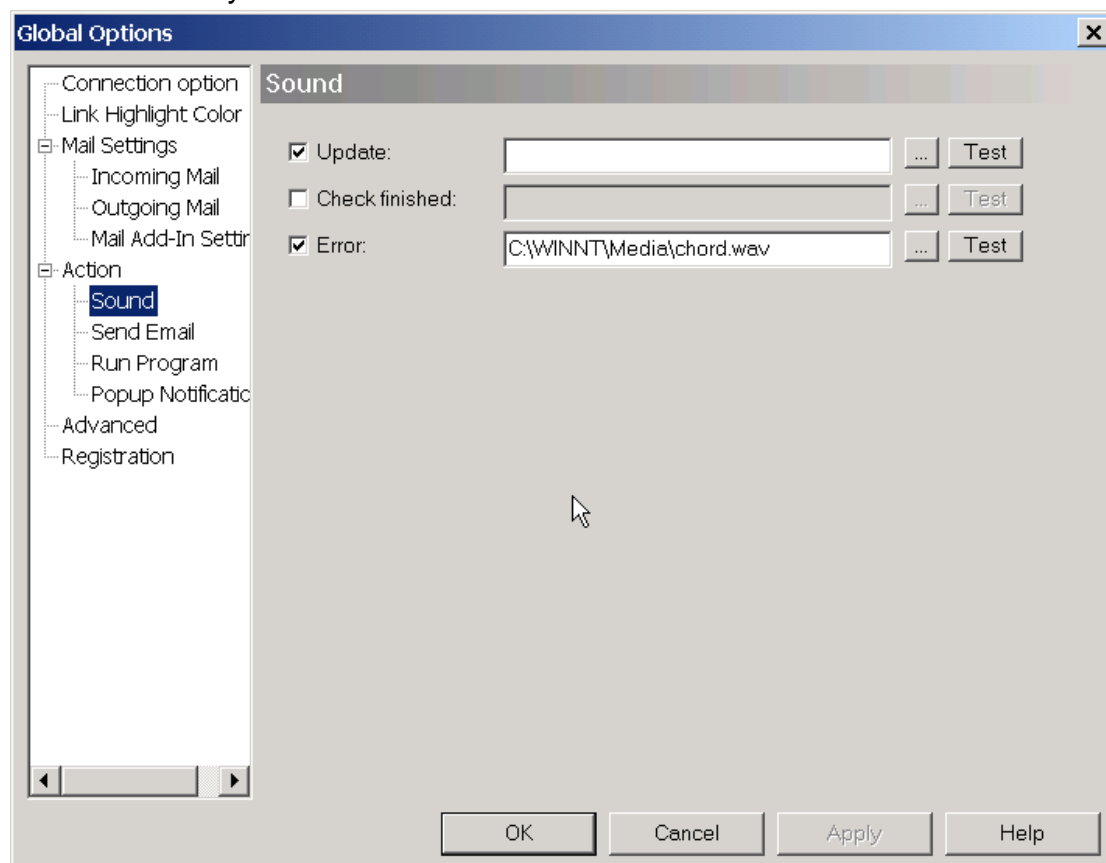 Global Options
Connection option
Link Highlight Color
Mail Settings
Incoming Mail
Outgoing Mail
Mail Add-In Settir
Action
Sound
Send Email
Run Program
Popup Notificatic
Advanced
Registration
Sound
Update: ... Test
Check finished: ... Test
Error: C:\WINNT\Media\chord.wav ... Test
OK Cancel Apply Help